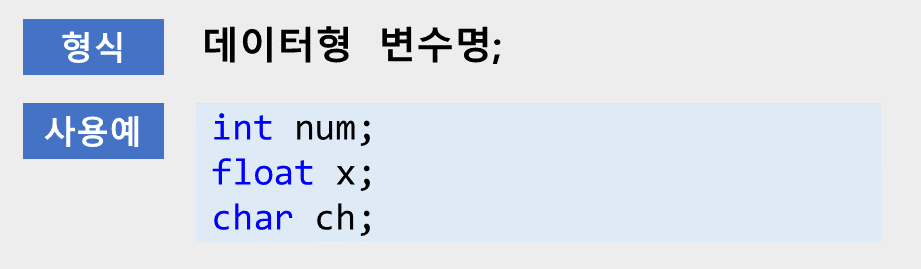 형식 데이터형 변수명;
사용예
int num;
float x;
char ch;